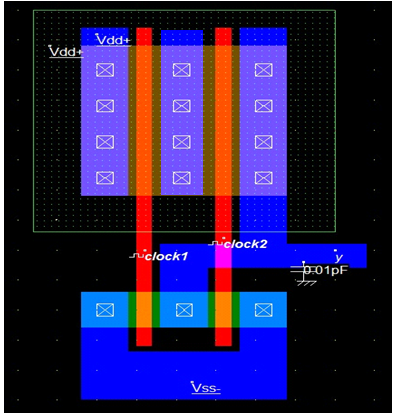 Vdd+
Vdd+
clock2
clock1
y
0.01pF
Vss-